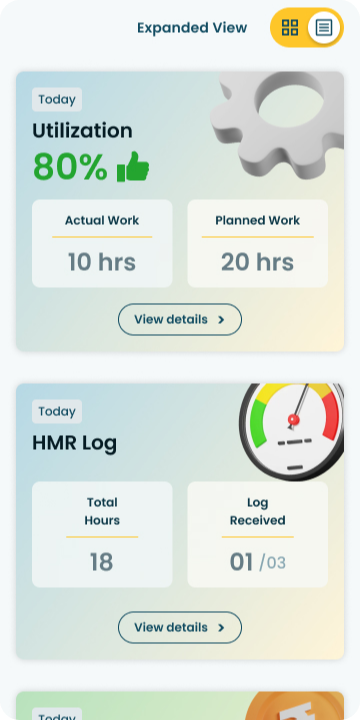 Expanded View
Today
Utilization
80%
Actual Work
10 hrs
Planned Work
20 hrs
View details
Today
HMR Log
Total
Hours
18
Log
Received
01 /03
View details
Today